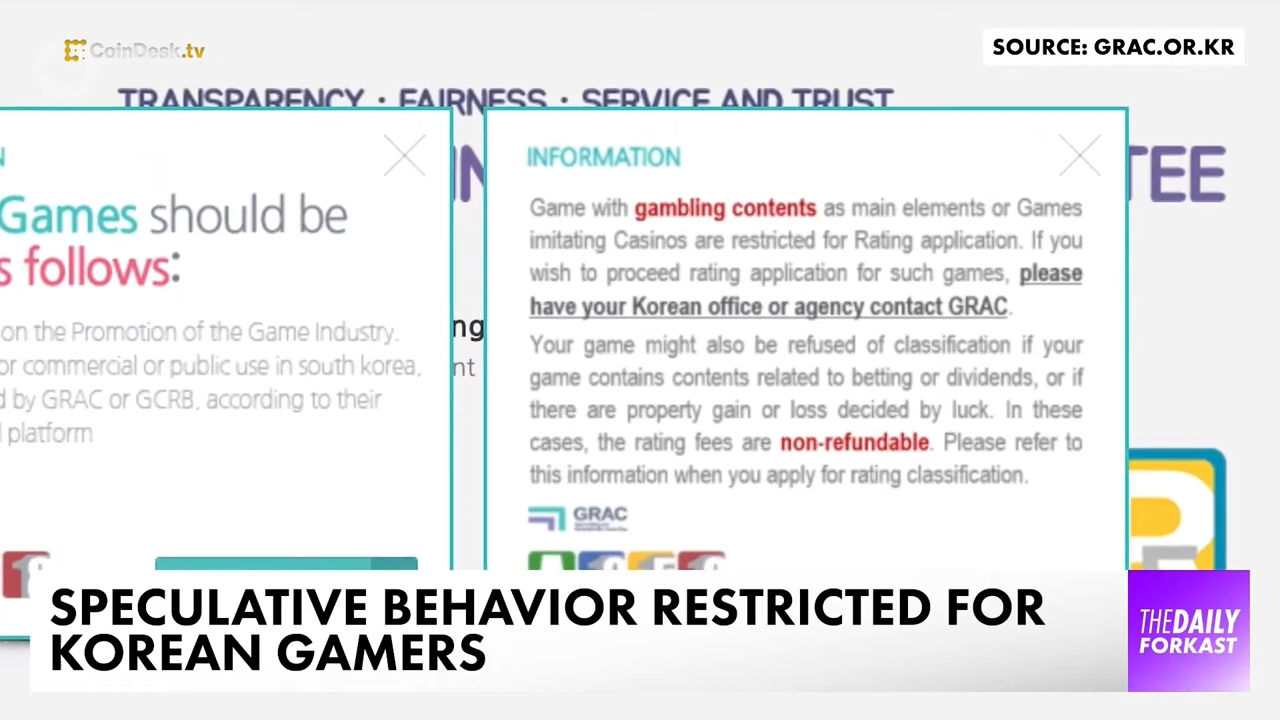 CoinDesk.tv
SOURCE: GRAC.OR.KR
TRANSPARENCY · FAIRNESS · SERVICE AND TRUST
IN
TEE
N
Games should be
s follows:
on the Promotion of the Game Industry.
or commercial or public use in south korea,
d by GRAC or GCRB, according to their
l platform
ng
nt
INFORMATION
Game with gambling contents as main elements or Games
imitating Casinos are restricted for Rating application. If you
wish to proceed rating application for such games, please
have your Korean office or agency contact GRAC.
Your game might also be refused of classification if your
game contains contents related to betting or dividends, or if
there are property gain or loss decided by luck. In these
cases, the rating fees are non-refundable. Please refer to
this information when you apply for rating classification.
GRAC
SPECULATIVE BEHAVIOR RESTRICTED FOR
KOREAN GAMERS
THE DAILY
FORKAST